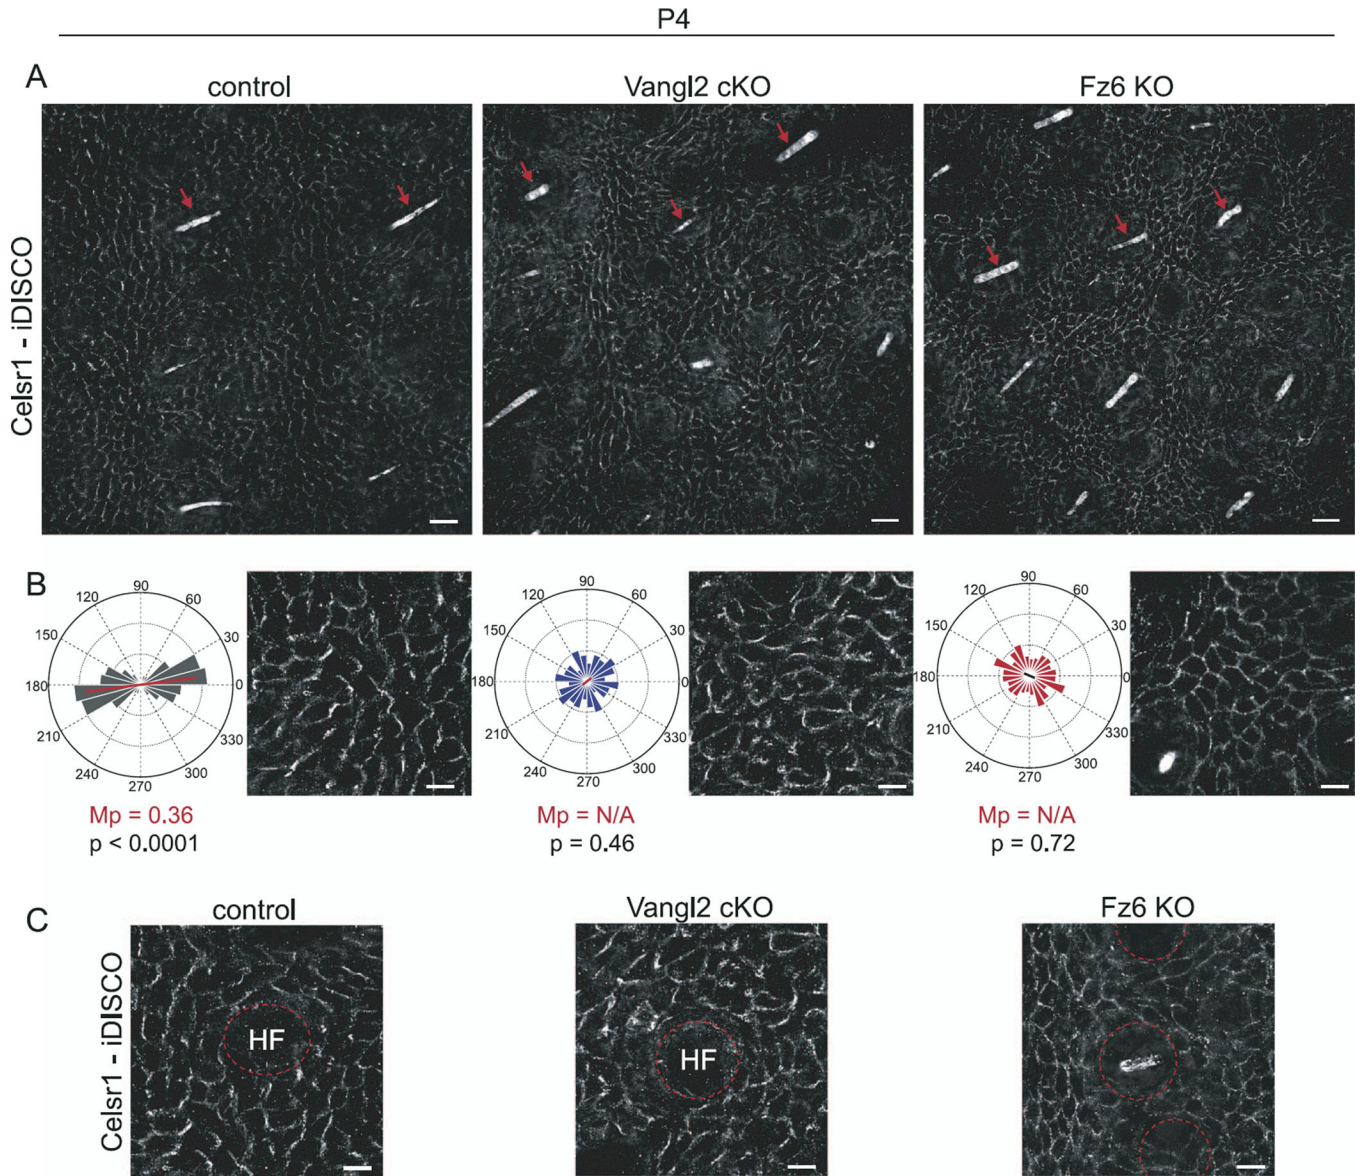 P4
A
control
Vangl2 cKO
Fz6 KO
Celsr1 - iDISCO
B
90
120
60
150
30
180
0
210
330
240
300
270
Mp = 0.36
p < 0.0001
90
120
60
150
30
180
0
210
330
240
300
270
Mp = N/A
p = 0.46
90
120
60
150
30
180
0
210
330
240
300
270
Mp = N/A
p = 0.72
C
control
Vangl2 cKO
Fz6 KO
Celsr1 - iDISCO
HF
HF